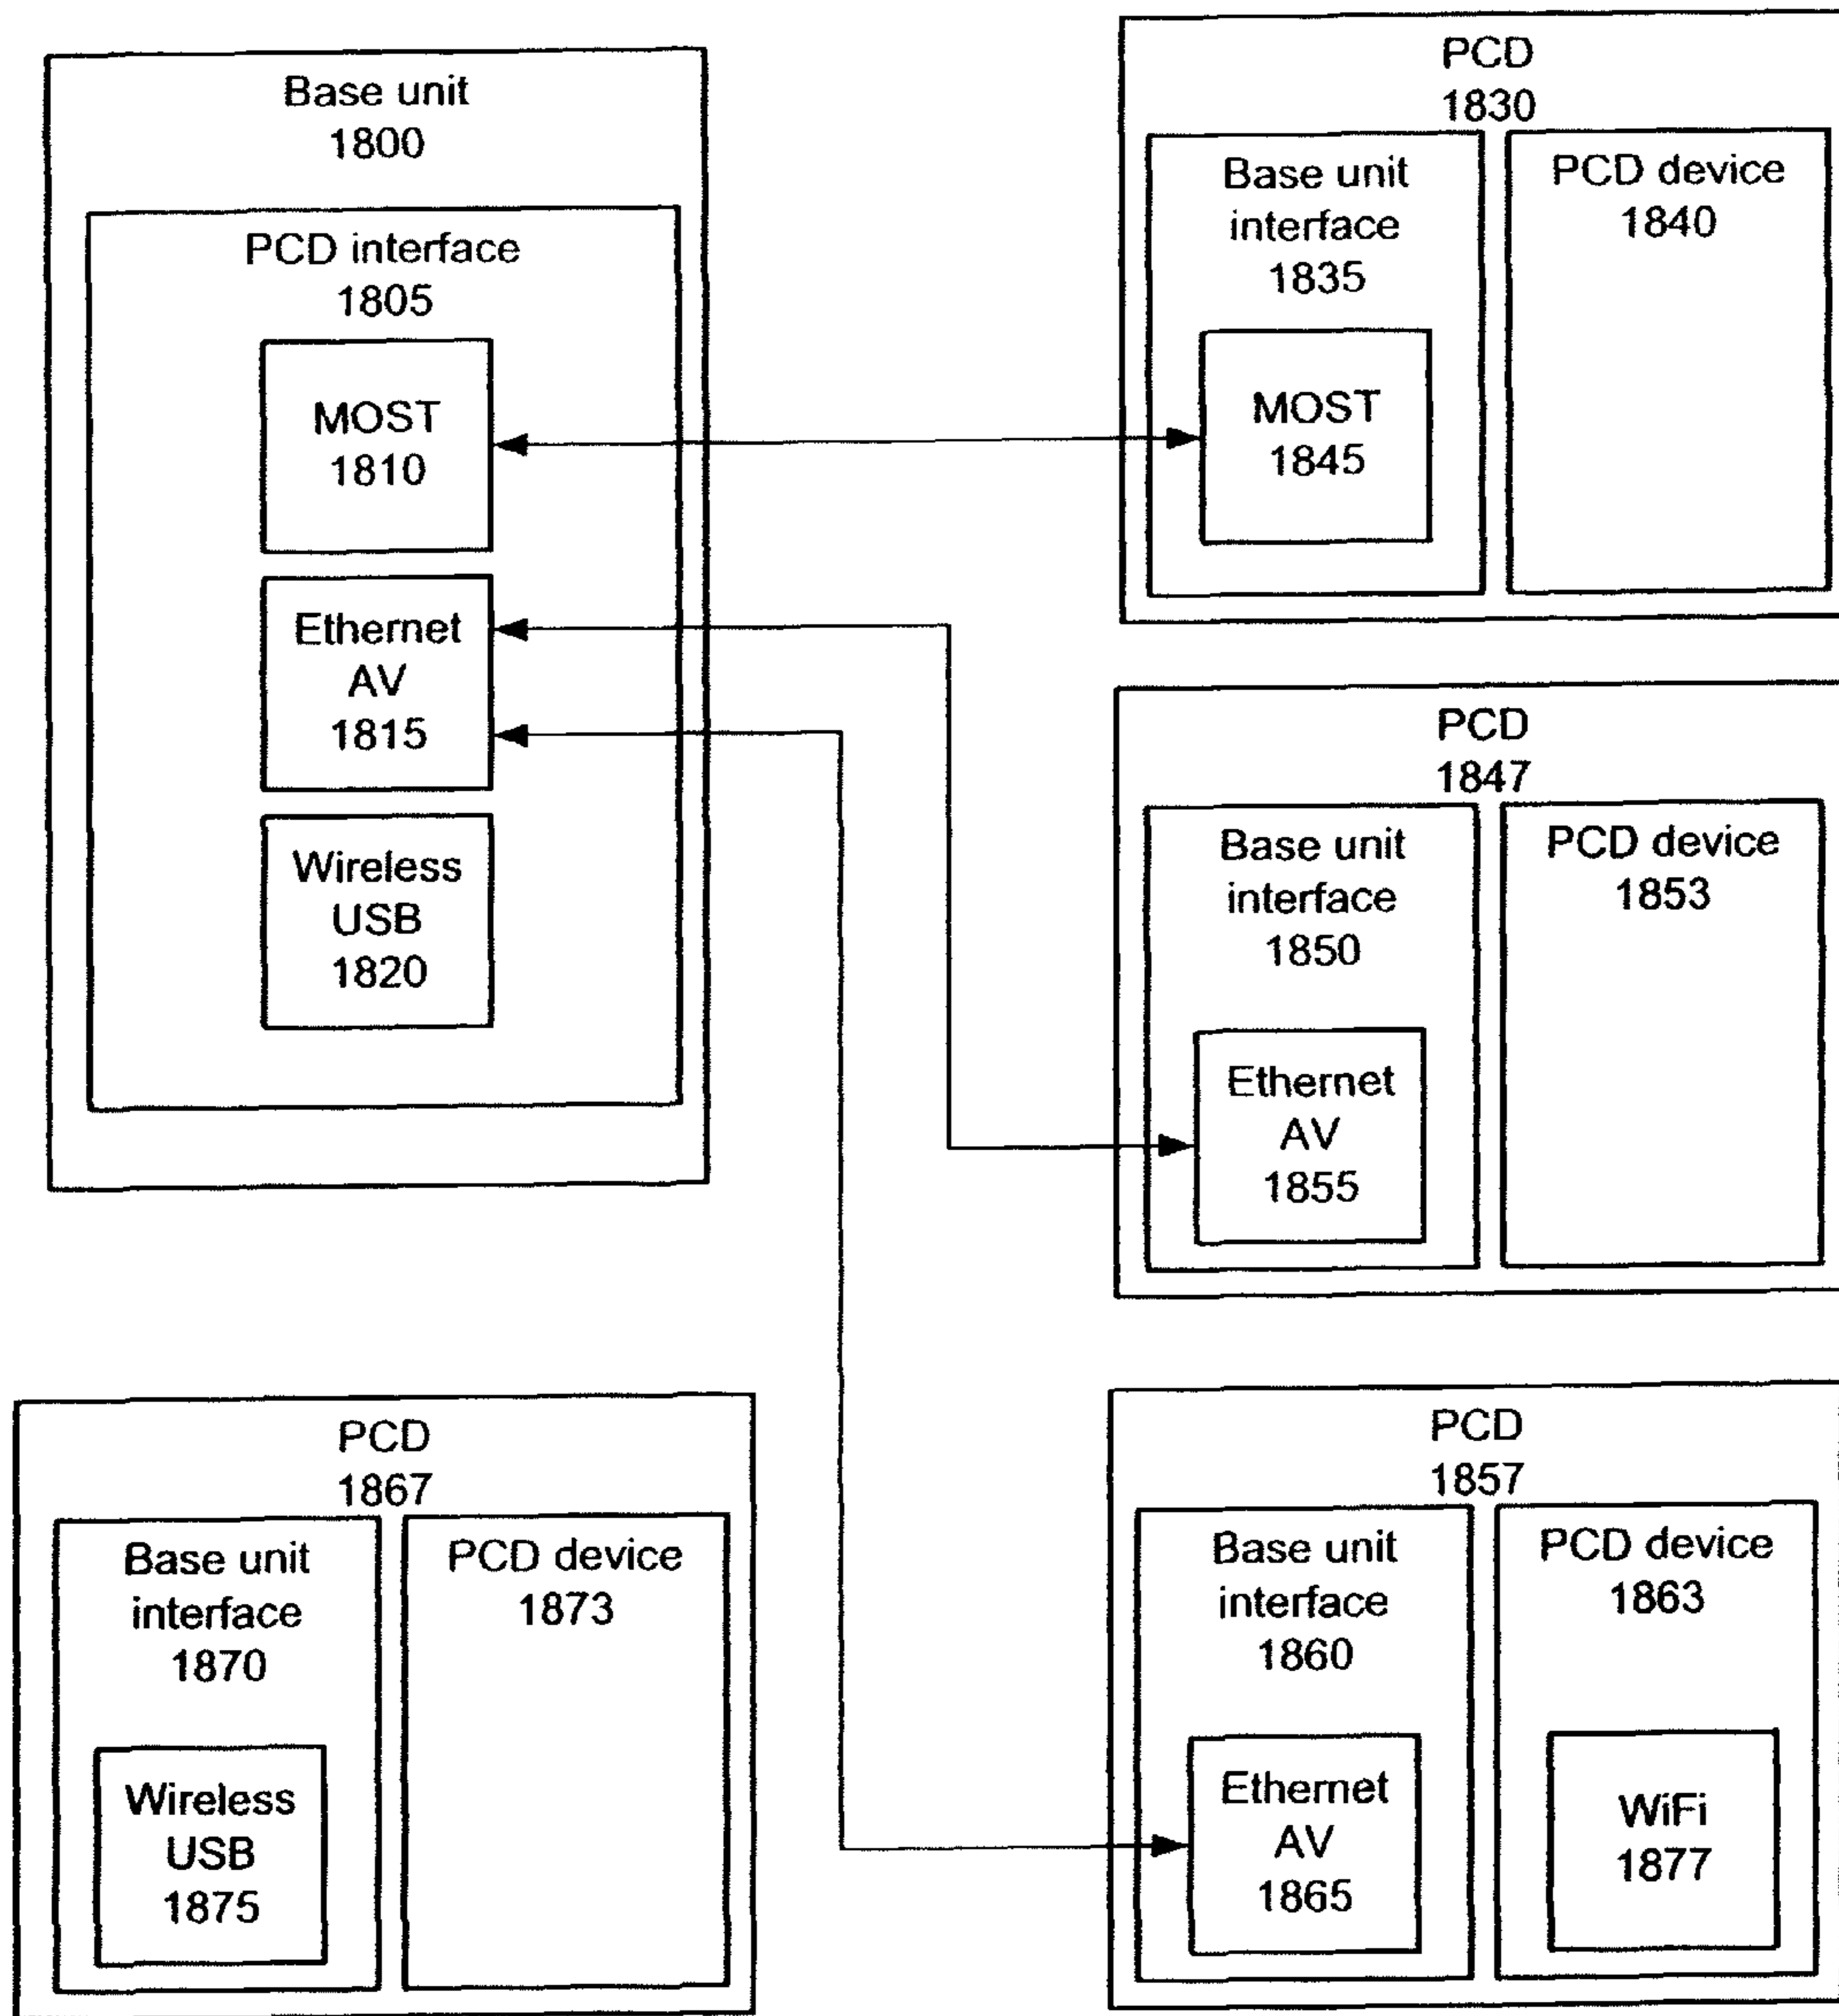 Base unit
1800
PCD interface
1805
MOST
1810
Ethernet
AV
1815
Wireless
USB
1820
PCD
1830
Base unit
interface
1835
PCD device
1840
MOST
1845
PCD
1847
Base unit
interface
1850
PCD device
1853
Ethernet
AV
1855
PCD
1867
Base unit
interface
1870
PCD device
1873
Wireless
USB
1875
PCD
1857
Base unit
interface
1860
PCD device
1863
Ethernet
AV
1865
WiFi
1877